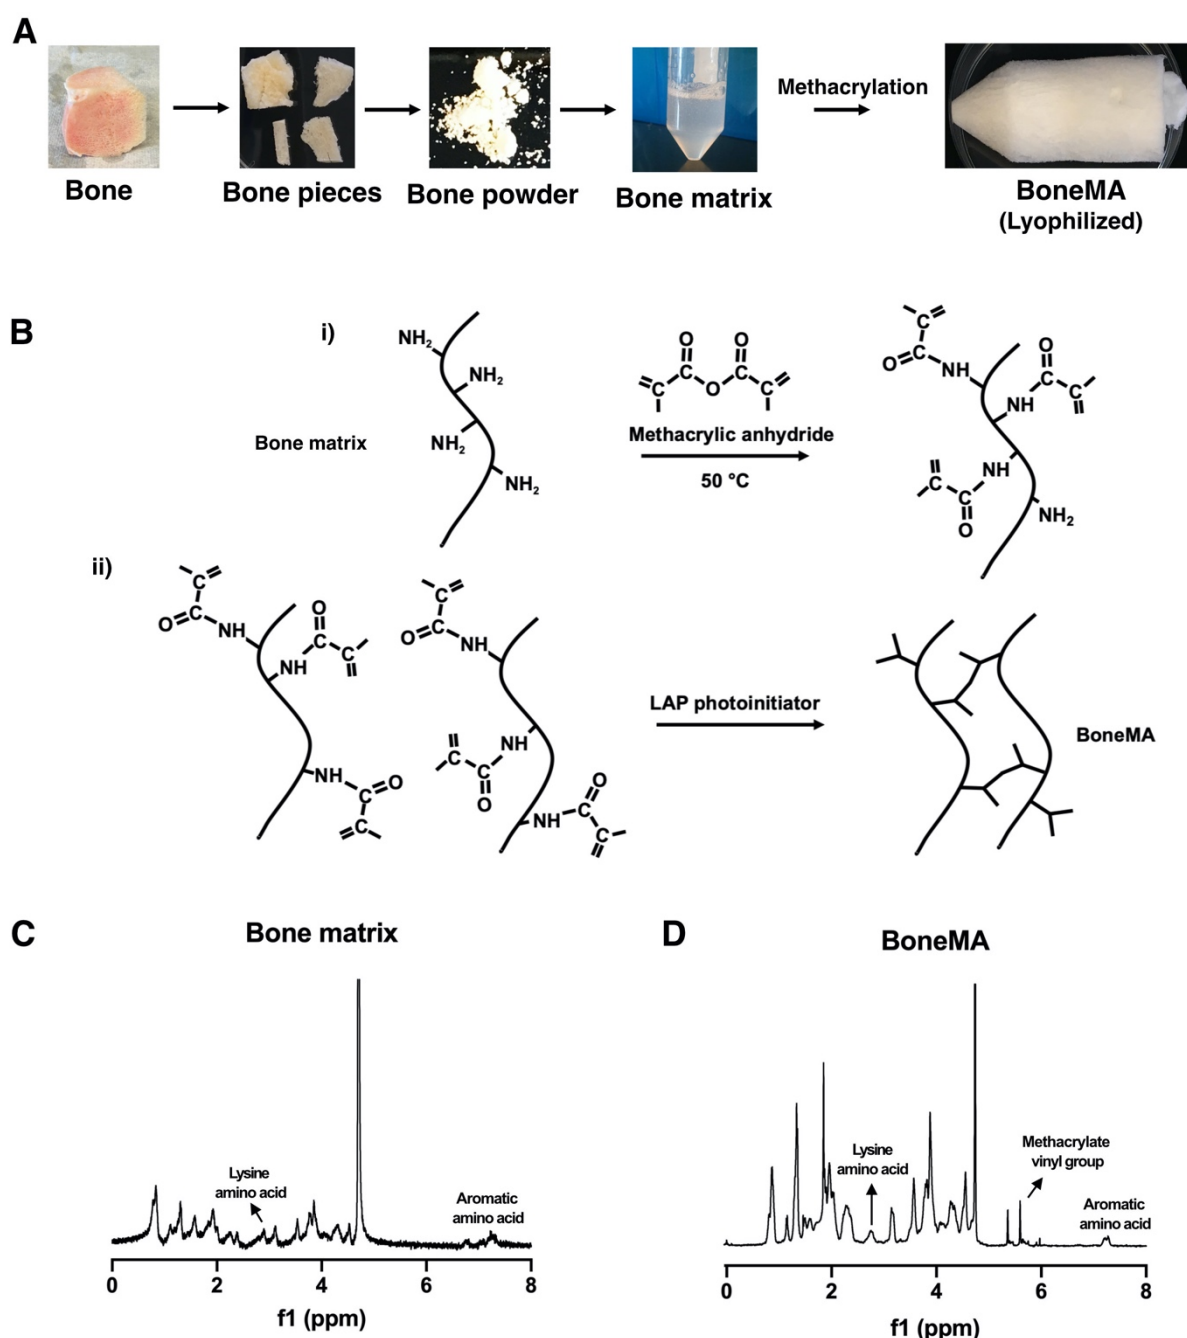 A
Methacrylation
Bone
Bone pieces
Bone powder
Bone matrix
BoneMA
(Lyophilized)
B
i)
NH2
NH2
NH2
NH2
Bone matrix
O O
C C
C O C
Methacrylic anhydride
50 °C
C
O C
NH
O
C
C
NH
NH
C
C
O
NH2
ii)
C
O C
NH
O
C
C
NH
NH
C O
C
C
O C
NH
NH
C
C
O
NH
C
O
C
LAP photoinitiator
BoneMA
C
Bone matrix
Lysine
amino acid
Aromatic
amino acid
0 2 4 6 8
f1 (ppm)
D
BoneMA
Lysine
amino acid
Methacrylate
vinyl group
Aromatic
amino acid
0 2 4 6 8
f1 (ppm)